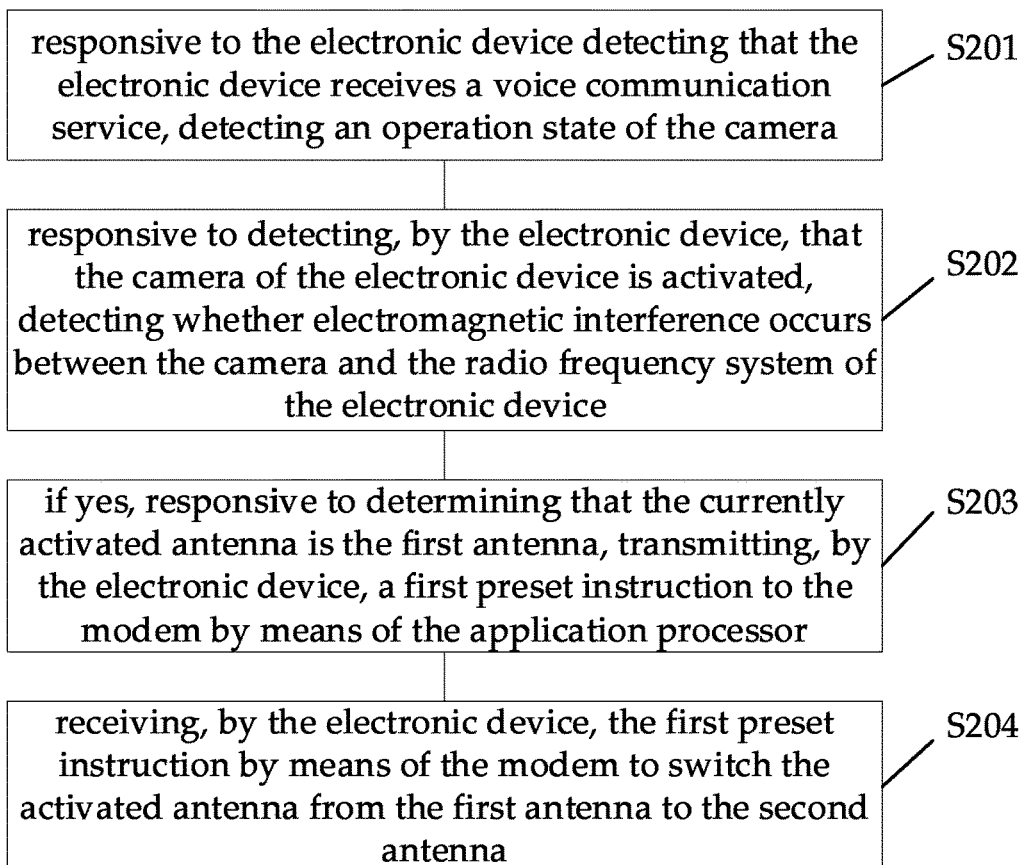 responsive to the electronic device detecting that the
electronic device receives a voice communication
service, detecting an operation state of the camera
S201
responsive to detecting, by the electronic device, that
the camera of the electronic device is activated,
detecting whether electromagnetic interference occurs
between the camera and the radio frequency system of
the electronic device
S202
if yes, responsive to determining that the currently
activated antenna is the first antenna, transmitting, by
the electronic device, a first preset instruction to the
modem by means of the application processor
S203
receiving, by the electronic device, the first preset
instruction by means of the modem to switch the
activated antenna from the first antenna to the second
antenna
S204